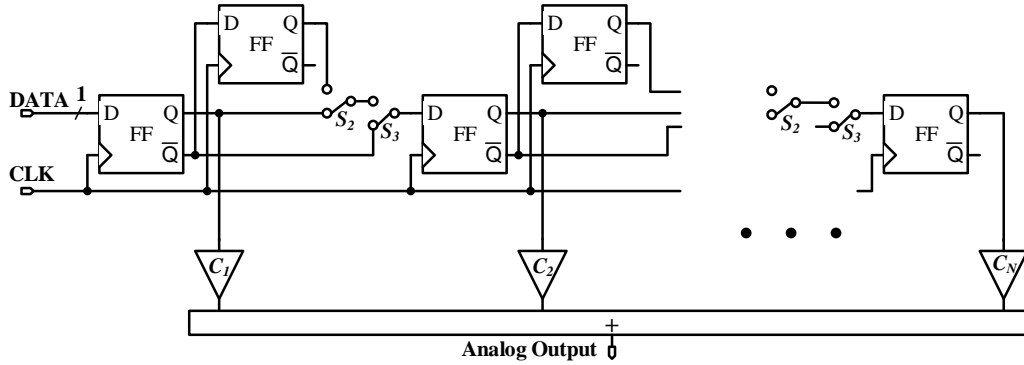 D Q
FF
Q̅
D Q
FF
Q̅
DATA 1
D Q
FF
Q̅
S2
S3
D Q
FF
Q̅
S2
S3
D Q
FF
Q̅
CLK
C1
C2
CN
+
Analog Output